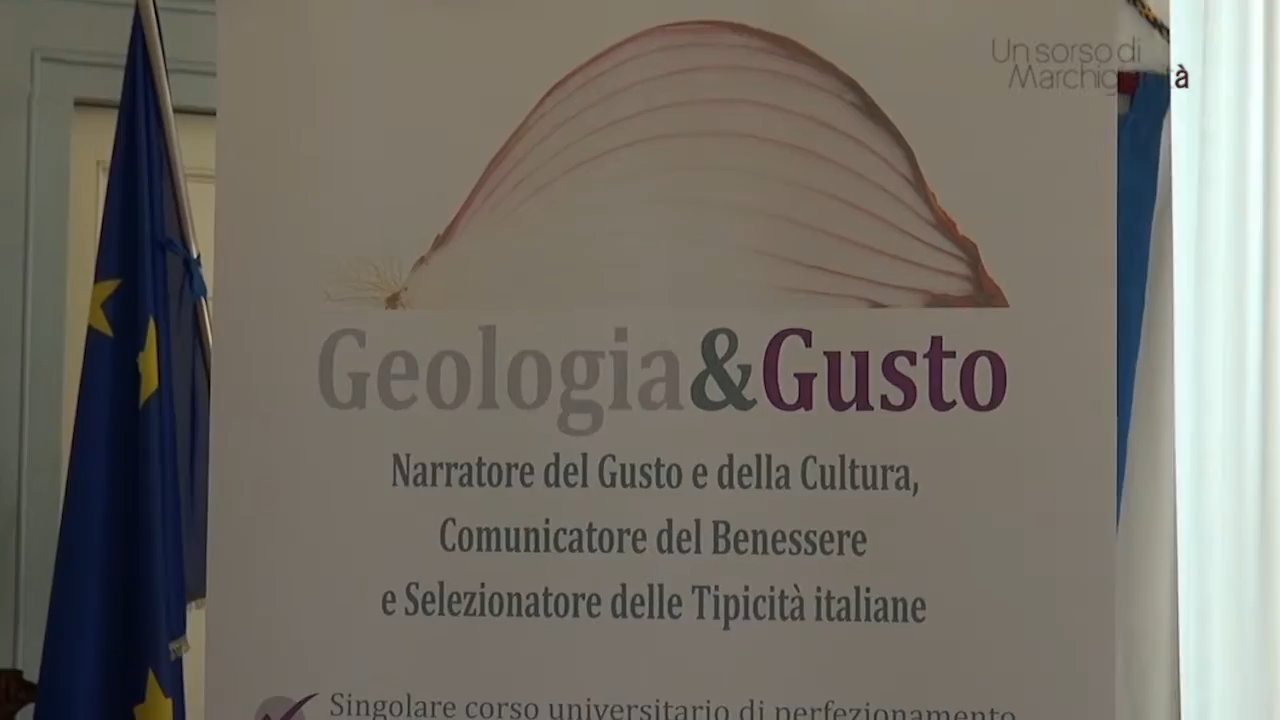 Un sorso di
Marchigianità
Geologia&Gusto
Narratore del Gusto e della Cultura,
Comunicatore del Benessere
e Selezionatore delle Tipicità italiane
Singolare corso universitario di perfezionamento